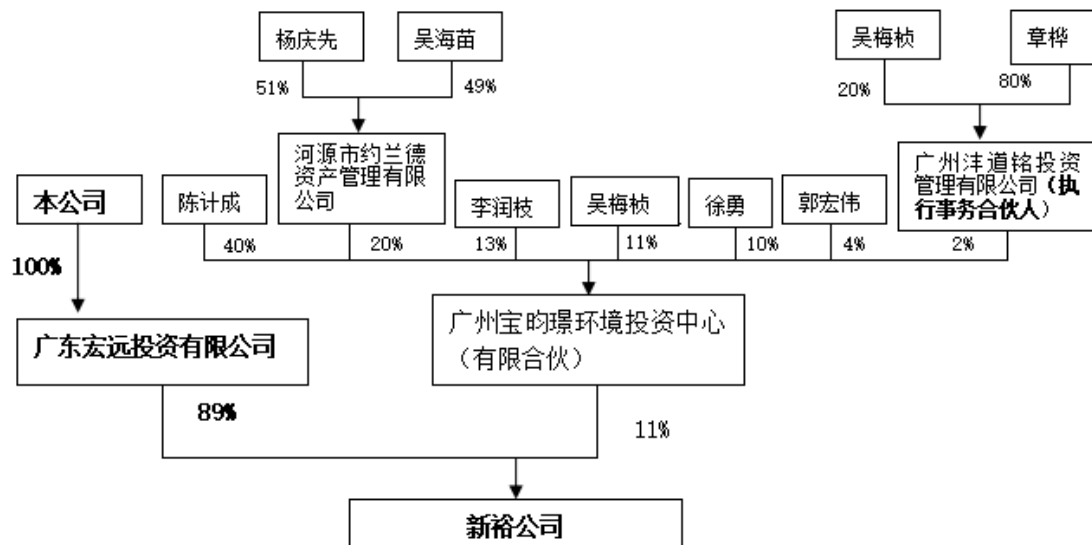 杨庆先
吴海苗
吴梅桢
章桦
51%
49%
20%
80%
本公司
陈计成
河源市约兰德
资产管理有限
公司
李润枝
吴梅桢
徐勇
郭宏伟
广州沣道铭投资
管理有限公司（执
行事务合伙人）
40%
20%
13%
11%
10%
4%
2%
100%
广东宏远投资有限公司
广州宝昀璟环境投资中心
（有限合伙）
89%
11%
新裕公司